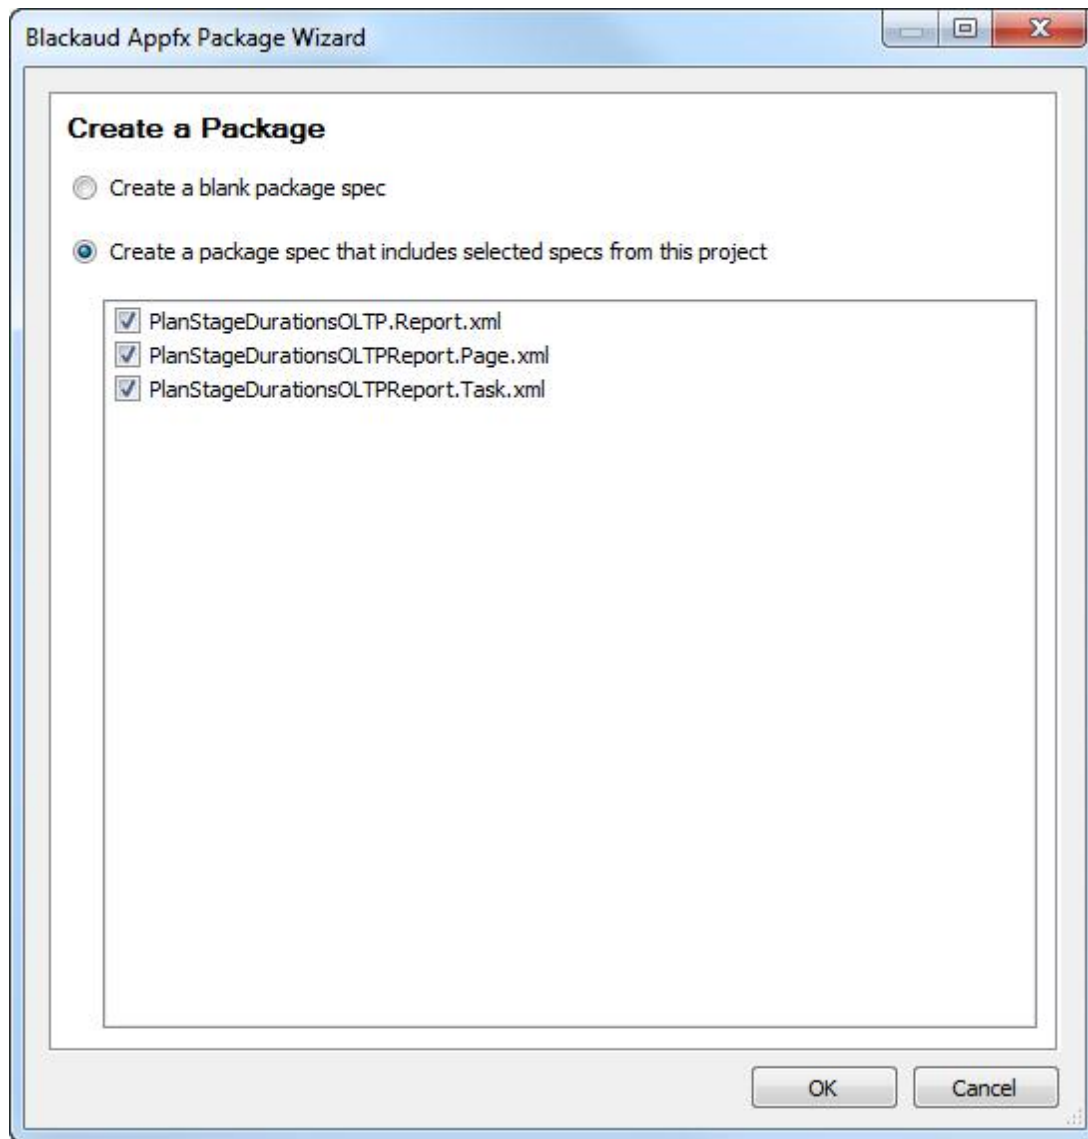 Blackaud Appfx Package Wizard
Create a Package
Create a blank package spec
Create a package spec that includes selected specs from this project
PlanStageDurationsOLTP.Report.xml
PlanStageDurationsOLTPReport.Page.xml
PlanStageDurationsOLTPReport.Task.xml
OK Cancel